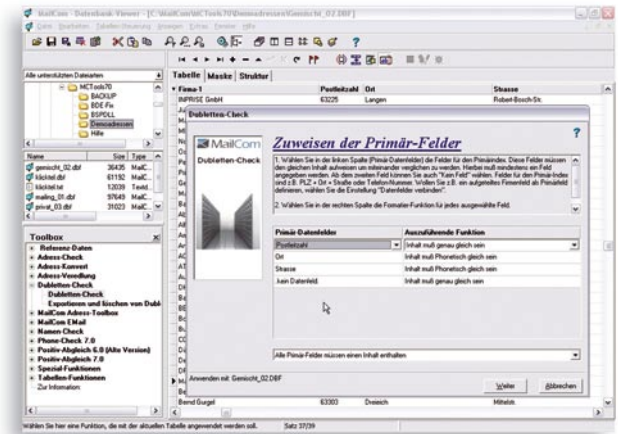 MailCom - Datenbank-Viewer - [C:\MailCom\MCTools70\Demoadressen\Gemischt_02.DBF]
Datei Bearbeiten Tabellen-Steuerung Anzeigen Extras Fenster Hilfe
Alle unterstützten Dateiarten
MCTools70
BACKUP
BDE-Fix
BSPDLL
Demoadressen
Hilfe
Name Size Type
gemischt_02.dbf 36435 MailC...
klicktel.dbf 61192 MailC...
klicktel.txt 12039 Textd...
mailing_01.dbf 97649 MailC...
privat_03.dbf 31023 MailC...
Toolbox
Referenz-Daten
Adress-Check
Adress-Konvert
Adress-Veredlung
Dubletten-Check
Dubletten-Check
Exportieren und löschen von Dubl
MailCom Adress-Toolbox
MailCom EMail
Namen-Check
Phone-Check 7.0
Positiv-Abgleich 6.0 (Alte Version)
Positiv-Abgleich 7.0
Spezial-Funktionen
Tabellen-Funktionen
Zur Information:
Tabelle Maske Struktur
Firma-1 Postleitzahl Ort Strasse
INPRISE GmbH 63225 Langen Robert-Bosch-Str.
Dubletten-Check
MailCom
Dubletten-Check
Zuweisen der Primär-Felder
?
1. Wählen Sie in der linken Spalte (Primär-Datenfelder) die Felder für den Primärindex. Diese Felder müssen
den gleichen Inhalt aufweisen um miteinander verglichen zu werden. Hierbei muß mindestens ein Feld
angegeben werden. Ab dem zweiten Feld können Sie auch "Kein Feld" wählen. Felder für den Primär-Index
sind z.B. PLZ + Ort + Straße oder Telefon-Nummer. Wollen Sie z.B. ein aufgeteiltes Firmenfeld als Primärfeld
definieren, wählen Sie die Einstellung "Datenfelder verbinden".
2. Wählen Sie in der rechten Spalte die Formatier-Funktion für jedes ausgewählte Feld.
Primär-Datenfelder Auszuführende Funktion
Postleitzahl Inhalt muß genau gleich sein
Ort Inhalt muß Phonetisch gleich sein
Strasse Inhalt muß Phonetisch gleich sein
.kein Datenfeld. Inhalt muß genau gleich sein
Alle Primär-Felder müssen einen Inhalt enthalten
Anwenden mit: Gemischt_02.DBF
Weiter Abbrechen
Bernd Gurgel 63303 Dreieich Mittelstr.
Wählen Sie hier eine Funktion, die mit der aktuellen Tabelle angewendet werden soll. Satz 37/39